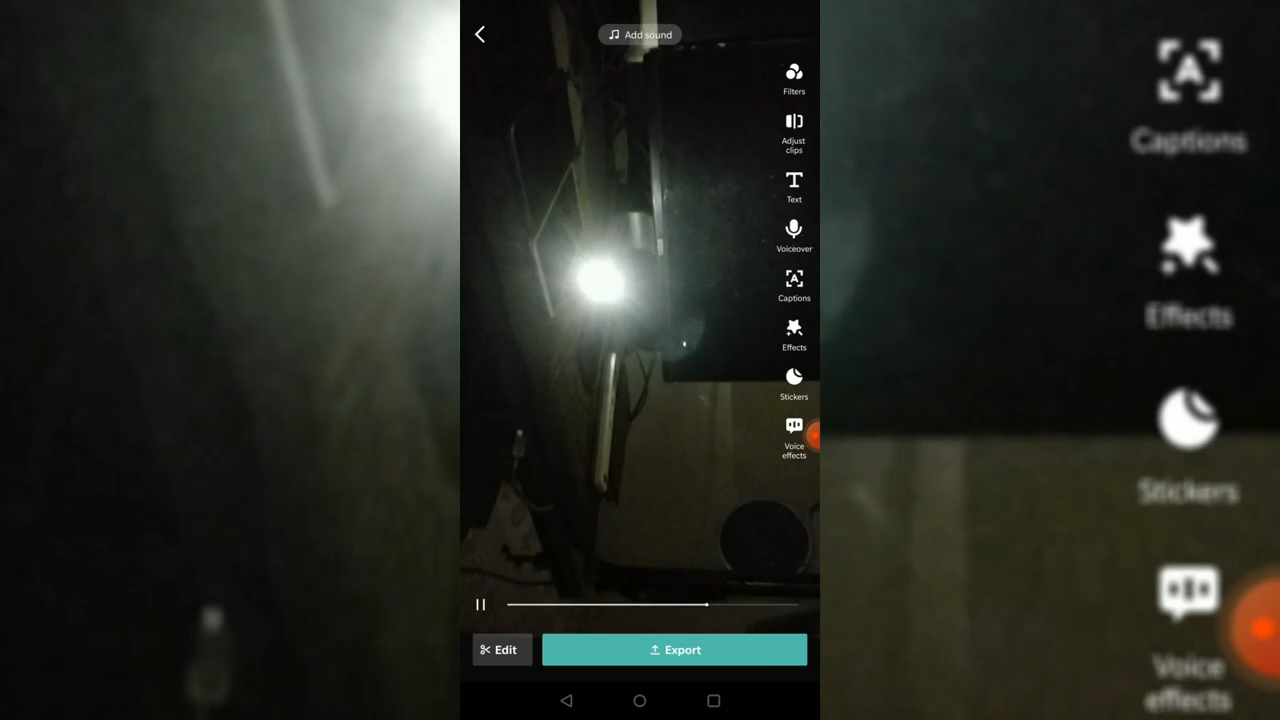 Add sound
Filters
Adjust
clips
Text
Voiceover
Captions
Effects
Stickers
Voice
effects
Edit
Export
Captions
Effects
Stickers
Voice
effects